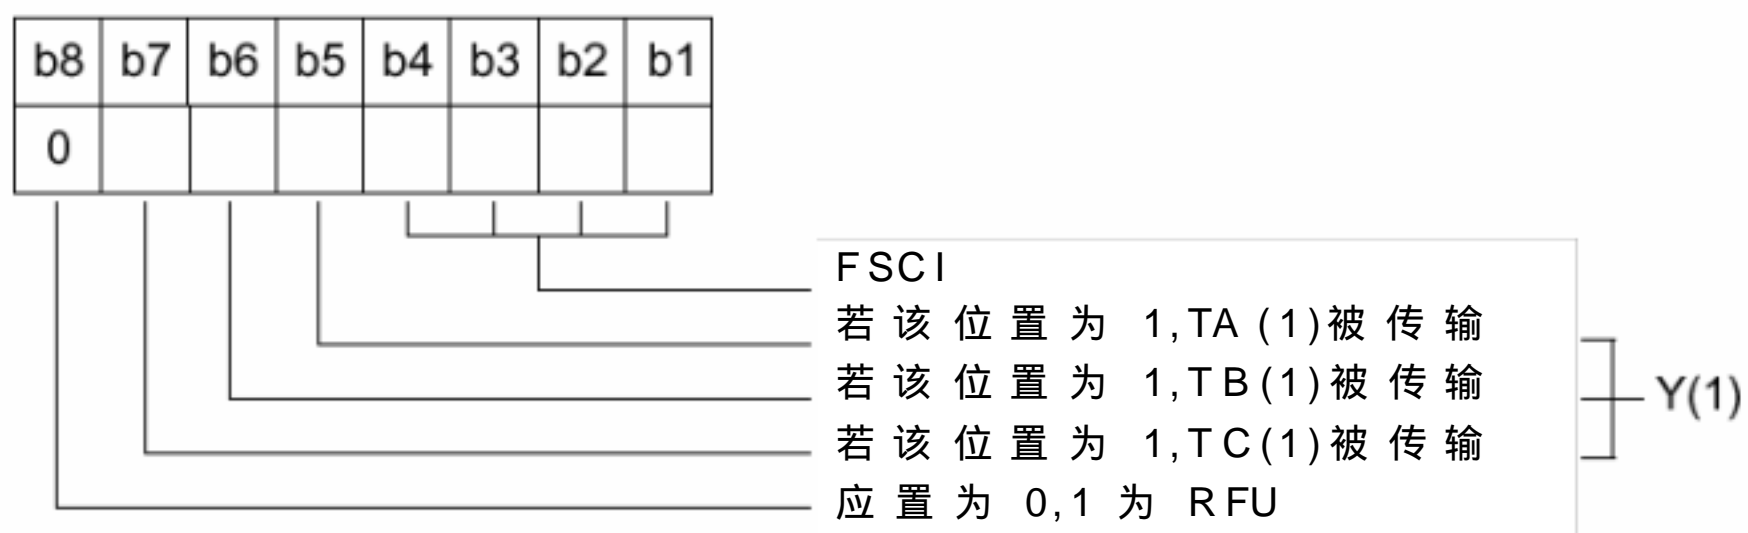 b8 b7 b6 b5 b4 b3 b2 b1
0
FSCI
若该位置为 1,TA (1)被传输
若该位置为 1,TB(1)被传输
若该位置为 1,TC(1)被传输
Y(1)
应置为 0,1 为 RFU